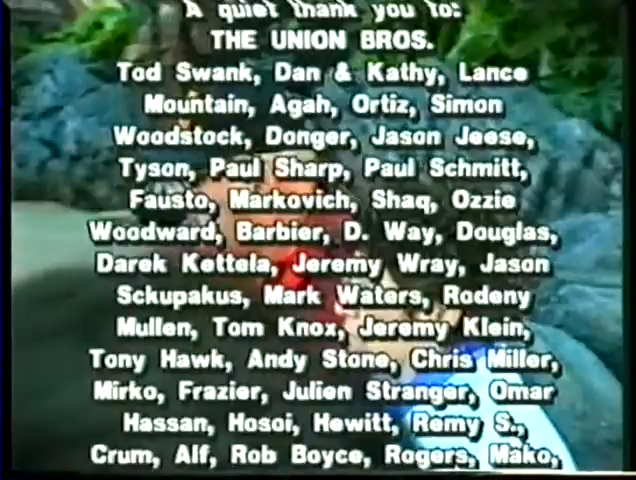 A quiet thank you to:
THE UNION BROS.
Tod Swank, Dan & Kathy, Lance
Mountain, Agah, Ortiz, Simon
Woodstock, Donger, Jason Jeese,
Tyson, Paul Sharp, Paul Schmitt,
Fausto, Markovich, Shaq, Ozzie
Woodward, Barbier, D. Way, Douglas,
Darek Kettela, Jeremy Wray, Jason
Sckupakus, Mark Waters, Rodeny
Mullen, Tom Knox, Jeremy Klein,
Tony Hawk, Andy Stone, Chris Miller,
Mirko, Frazier, Julien Stranger, Omar
Hassan, Hosoi, Hewitt, Remy S.,
Crum, Alf, Rob Boyce, Rogers, Mako,